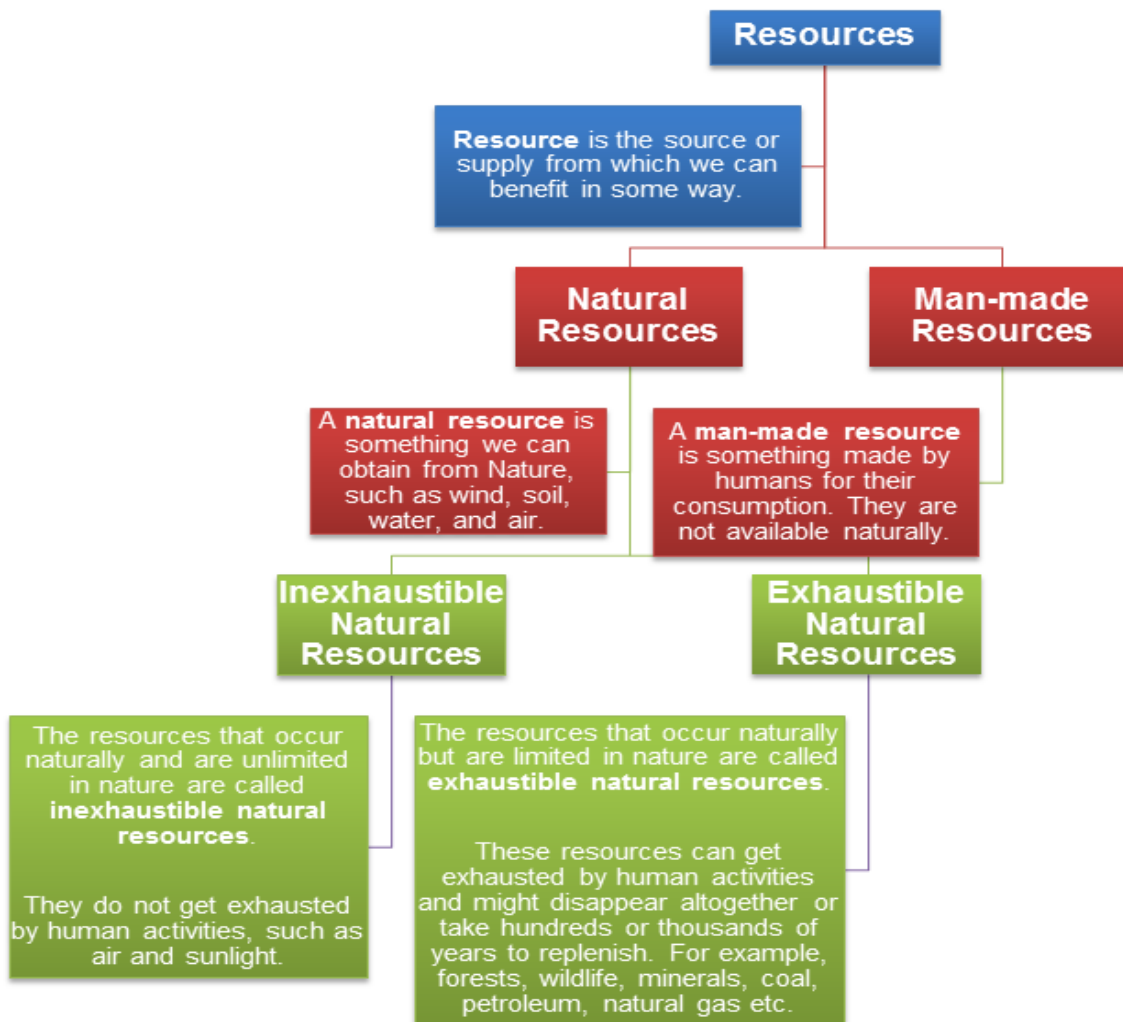 Resources
Resource is the source or
supply from which we can
benefit in some way.
Natural
Resources
Man-made
Resources
A natural resource is
something we can
obtain from Nature,
such as wind, soil,
water, and air.
A man-made resource
is something made by
humans for their
consumption. They are
not available naturally.
Inexhaustible
Natural
Resources
Exhaustible
Natural
Resources
The resources that occur
naturally and are unlimited
in nature are called
inexhaustible natural
resources.
They do not get exhausted
by human activities, such as
air and sunlight.
The resources that occur naturally
but are limited in nature are called
exhaustible natural resources.
These resources can get
exhausted by human activities
and might disappear altogether or
take hundreds or thousands of
years to replenish. For example,
forests, wildlife, minerals, coal,
petroleum, natural gas etc.